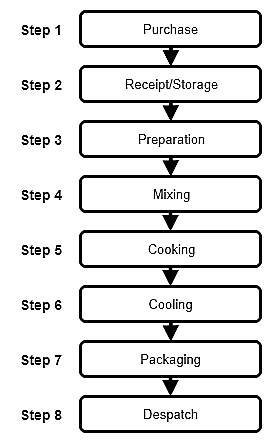 Step 1 Purchase
Step 2 Receipt/Storage
Step 3 Preparation
Step 4 Mixing
Step 5 Cooking
Step 6 Cooling
Step 7 Packaging
Step 8 Despatch